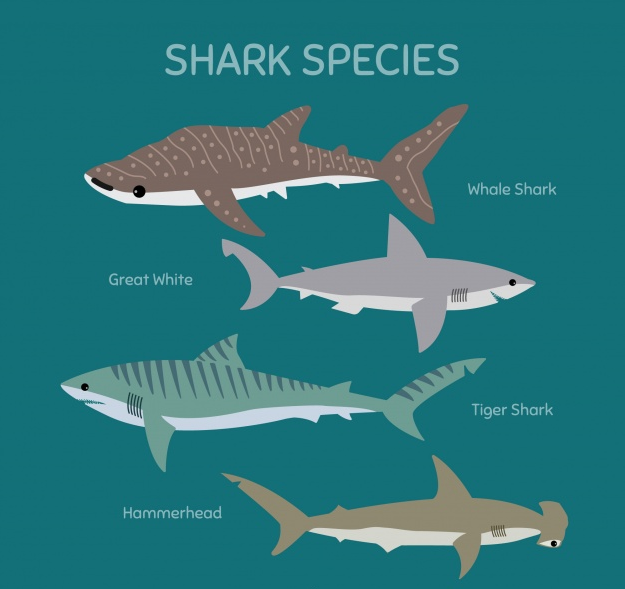 SHARK SPECIES
Whale Shark
Great White
Tiger Shark
Hammerhead